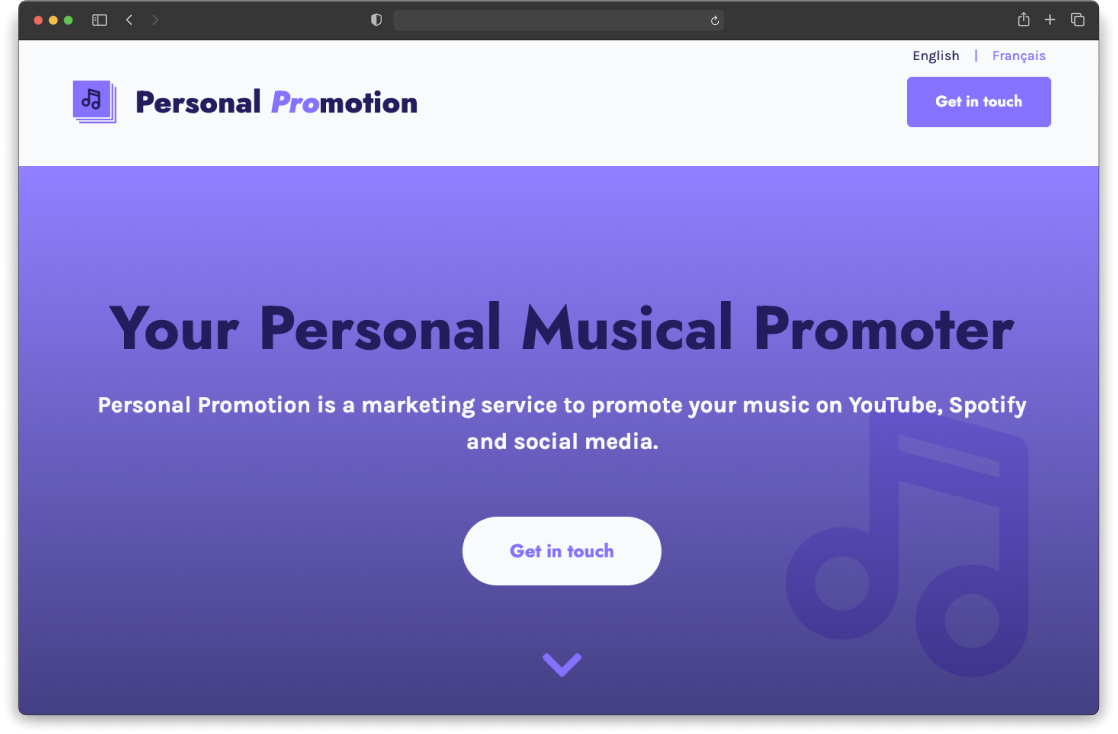 English | Français
Personal Promotion
Get in touch
Your Personal Musical Promoter
Personal Promotion is a marketing service to promote your music on YouTube, Spotify
and social media.
Get in touch